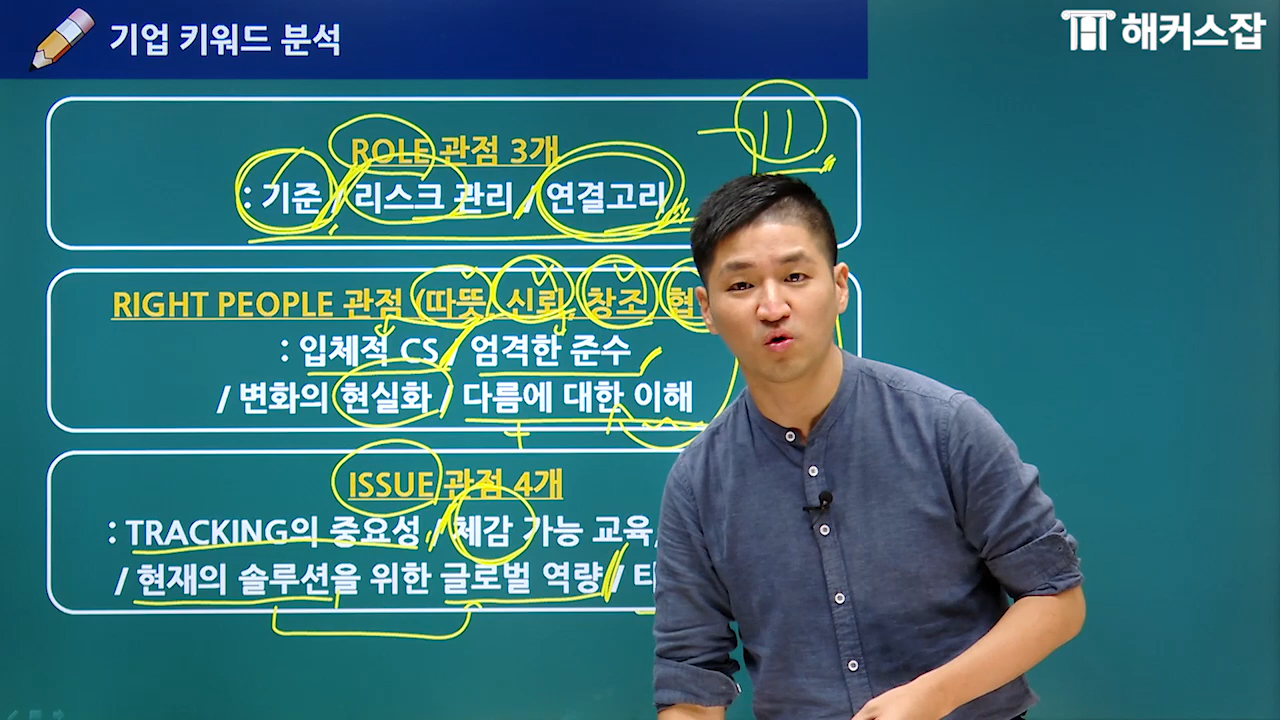 기업 키워드 분석
해커스잡
ROLE 관점 3개
: 기준 / 리스크 관리 / 연결고리
RIGHT PEOPLE 관점 (따뜻, 신뢰, 창조,
: 입체적 CS / 엄격한 준수
/ 변화의 현실화 / 다름에 대한 이해
ISSUE 관점 4개
: TRACKING의 중요성 / 체감 가능 교육
/ 현재의 솔루션을 위한 글로벌 역량 /
11